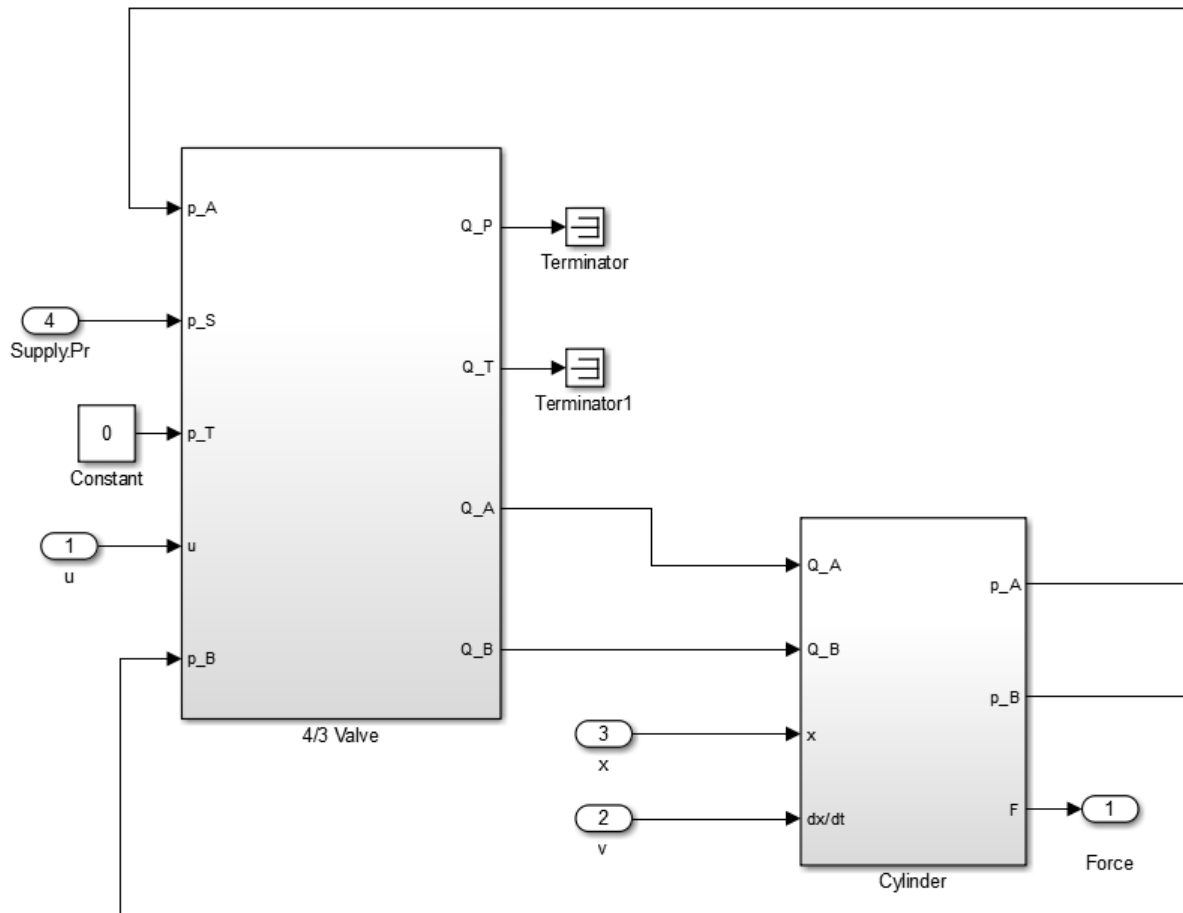 p_A
Q_P
Terminator
4
p_S
Supply.Pr
Q_T
Terminator1
0
p_T
Constant
Q_A
1
u
u
Q_A
p_A
p_B
Q_B
Q_B
p_B
4/3 Valve
3
x
x
2
dx/dt
v
F
1
Force
Cylinder